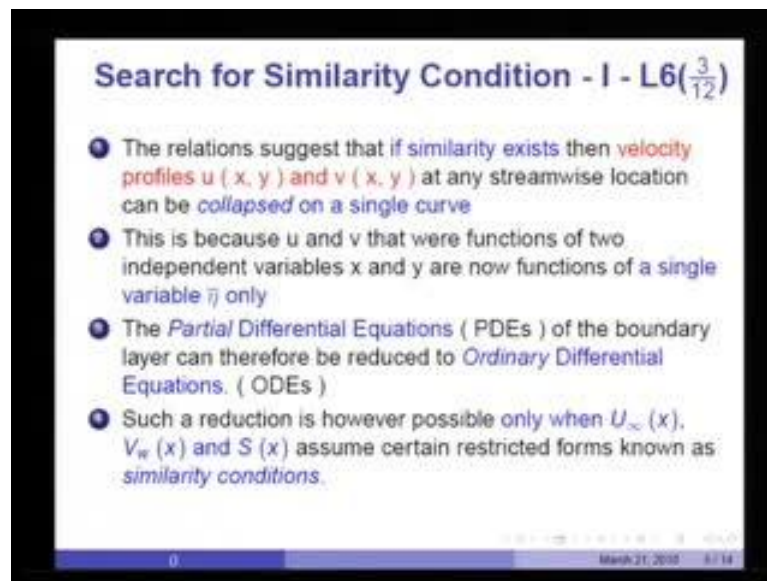 Search for Similarity Condition - I - L6(3/12)
1 The relations suggest that if similarity exists then velocity
profiles u ( x, y ) and v ( x, y ) at any streamwise location
can be collapsed on a single curve
2 This is because u and v that were functions of two
independent variables x and y are now functions of a single
variable η̄ only
3 The Partial Differential Equations ( PDEs ) of the boundary
layer can therefore be reduced to Ordinary Differential
Equations. ( ODEs )
4 Such a reduction is however possible only when U∞ (x),
Vw (x) and S (x) assume certain restricted forms known as
similarity conditions.
()
March 21, 2010